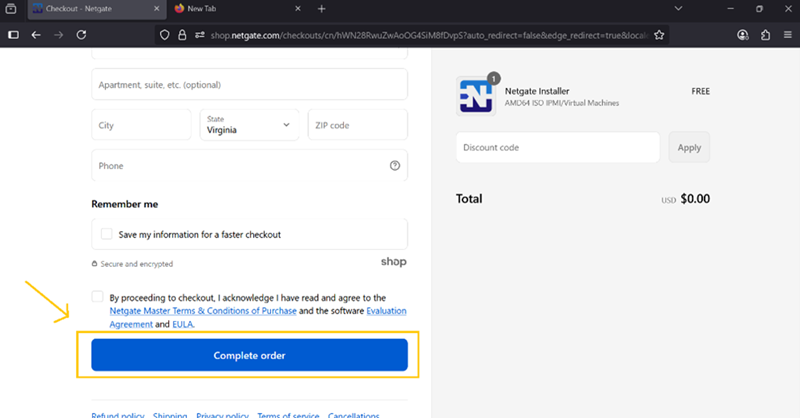 Checkout - Netgate
New Tab
shop.netgate.com/checkouts/cn/hWN28RwuZwAoOG4SiM8fDvpS?auto_redirect=false&edge_redirect=true&locale
Apartment, suite, etc. (optional)
City
State
Virginia
ZIP code
Phone
Remember me
Save my information for a faster checkout
Secure and encrypted
shop
By proceeding to checkout, I acknowledge I have read and agree to the
Netgate Master Terms & Conditions of Purchase and the software Evaluation
Agreement and EULA.
Complete order
Refund policy Shipping Privacy policy Terms of service Cancellations
1
Netgate Installer
AMD64 ISO IPMI/Virtual Machines
FREE
Discount code
Apply
Total
USD $0.00